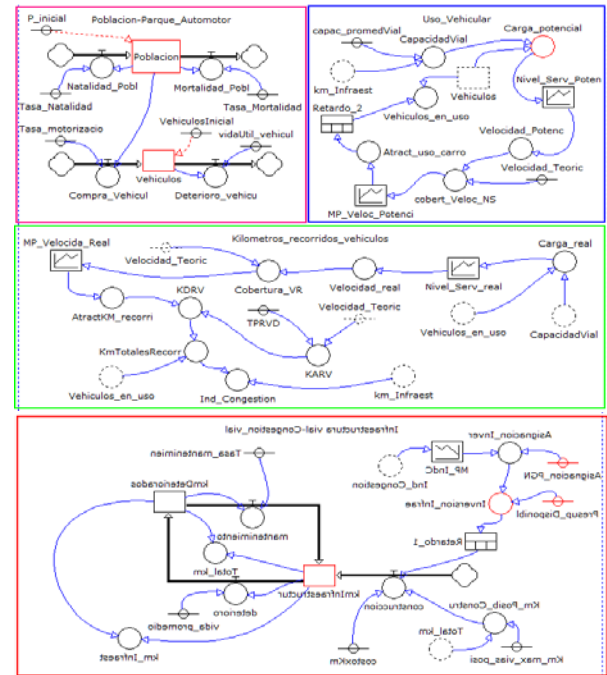 P_inicial
Poblacion-Parque_Automotor
Poblacion
Natalidad_Pobl
Mortalidad_Pobl
Tasa_Natalidad
Tasa_Mortalidad
Tasa_motorizacio
VehiculosInicial
vidaUtil_vehicul
Vehiculos
Compra_Vehicul
Deterioro_vehicu
Uso_Vehicular
capac_promedVial
CapacidadVial
Carga_potencial
km_Infraest
Vehiculos
Nivel_Serv_Poten
Retardo_2
Vehiculos_en_uso
Velocidad_Potenc
Atract_uso_carro
Velocidad_Teoric
MP_Veloc_Potenci
cobert_Veloc_NS
MP_Velocida_Real
Kilometros_recorridos_vehiculos
Carga_real
Velocidad_Teoric
KDRV
Cobertura_VR
Velocidad_real
Nivel_Serv_real
AtractKM_recorri
TPRVD
Velocidad_Teoric
Vehiculos_en_uso
CapacidadVial
KmTotalesRecorr
KARV
Vehiculos_en_uso
Ind_Congestion
km_Infraest
Infraestructura vial-Congestion_vial
Asignacion_Inver
Tasa_mantenimien
MP_IndC
Asignacion_PGN
Ind_Congestion
kmDeteriorados
Inversion_Infrae
Presup_Disponibl
mantenimiento
Retardo_1
Total_km
kmInfraestructur
deterioro
construccion
Km_Posib_Constru
vida_promedio
Total_km
km_Infraest
costoxKm
Km_max_vias_posi